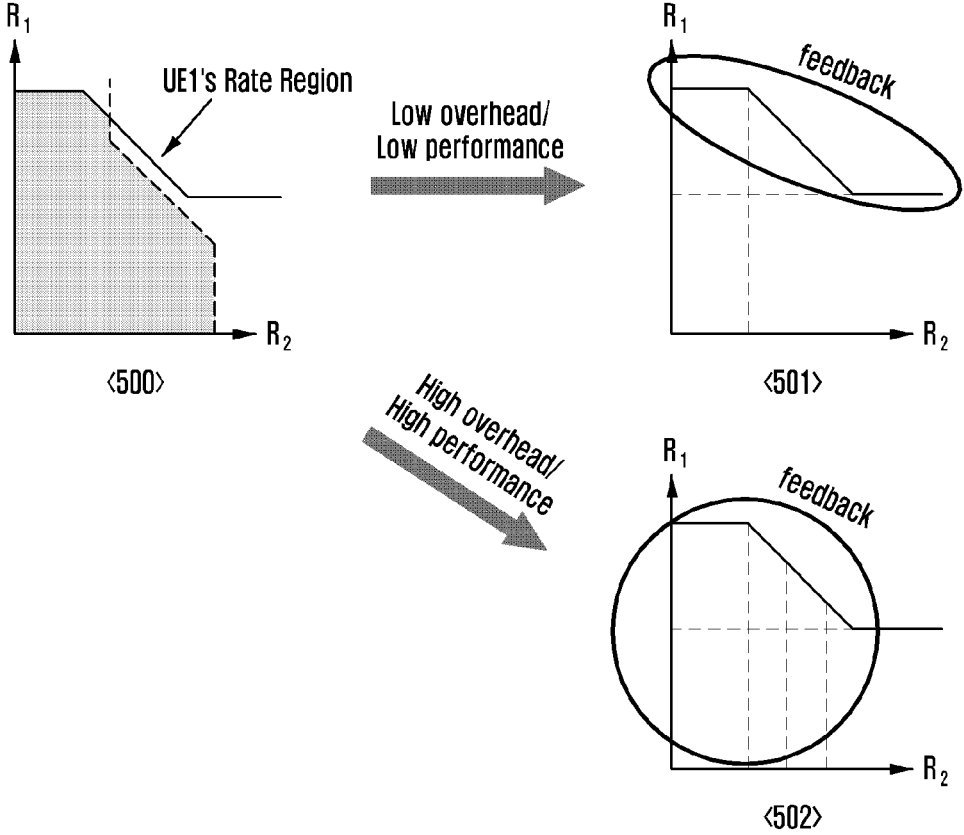 R1
UE1's Rate Region
R2
<500>
Low overhead/
Low performance
R1
feedback
R2
<501>
High overhead/
High performance
R1
feedback
R2
<502>